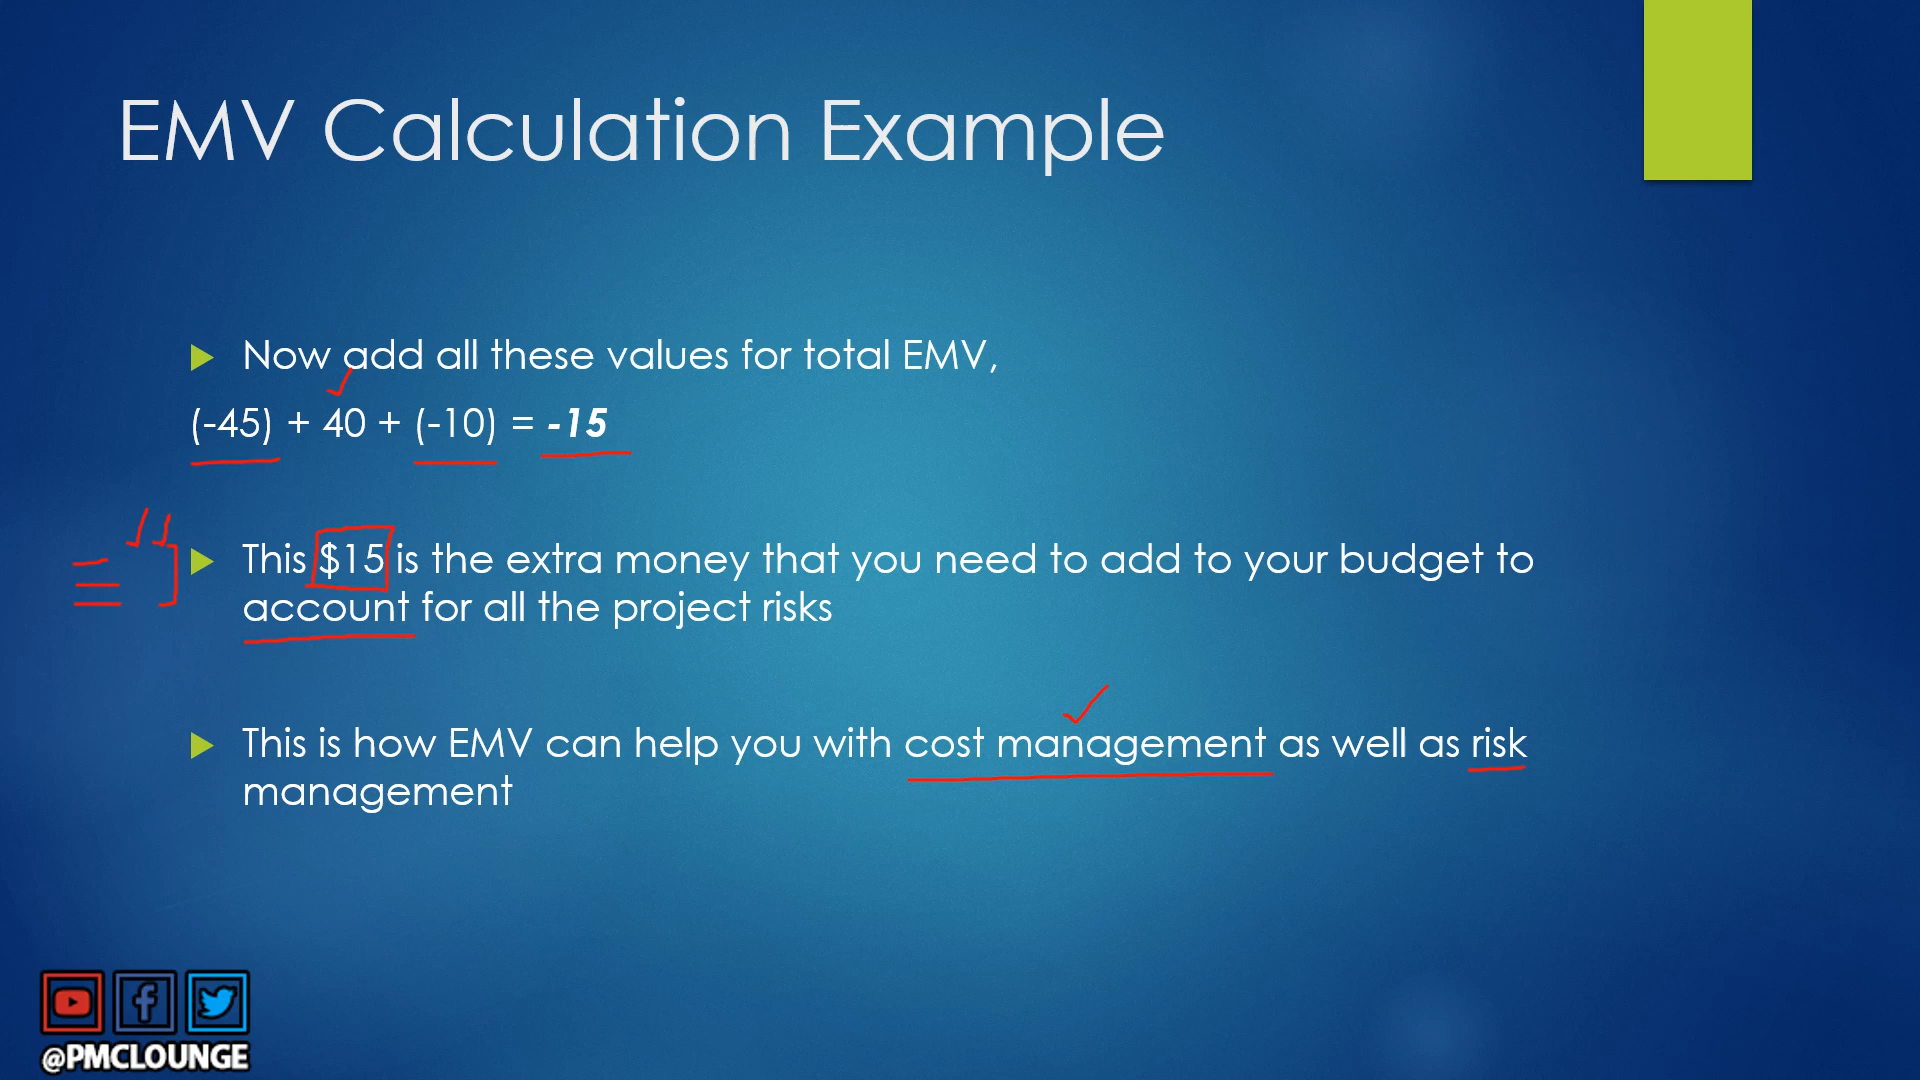 EMV Calculation Example
Now add all these values for total EMV,
(-45) + 40 + (-10) = -15
This $15 is the extra money that you need to add to your budget to
account for all the project risks
This is how EMV can help you with cost management as well as risk
management
@PMCLOUNGE